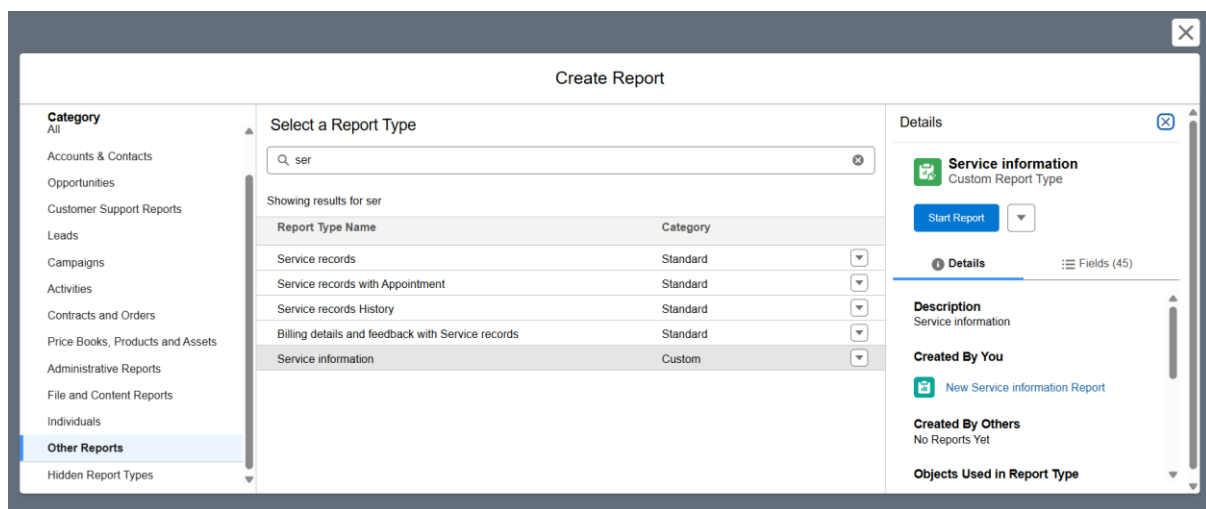 Create Report
Category
All
Accounts & Contacts
Opportunities
Customer Support Reports
Leads
Campaigns
Activities
Contracts and Orders
Price Books, Products and Assets
Administrative Reports
File and Content Reports
Individuals
Other Reports
Hidden Report Types
Select a Report Type
ser
Showing results for ser
Report Type Name Category
Service records Standard
Service records with Appointment Standard
Service records History Standard
Billing details and feedback with Service records Standard
Service information Custom
Details
Service information
Custom Report Type
Start Report
Details Fields (45)
Description
Service information
Created By You
New Service information Report
Created By Others
No Reports Yet
Objects Used in Report Type